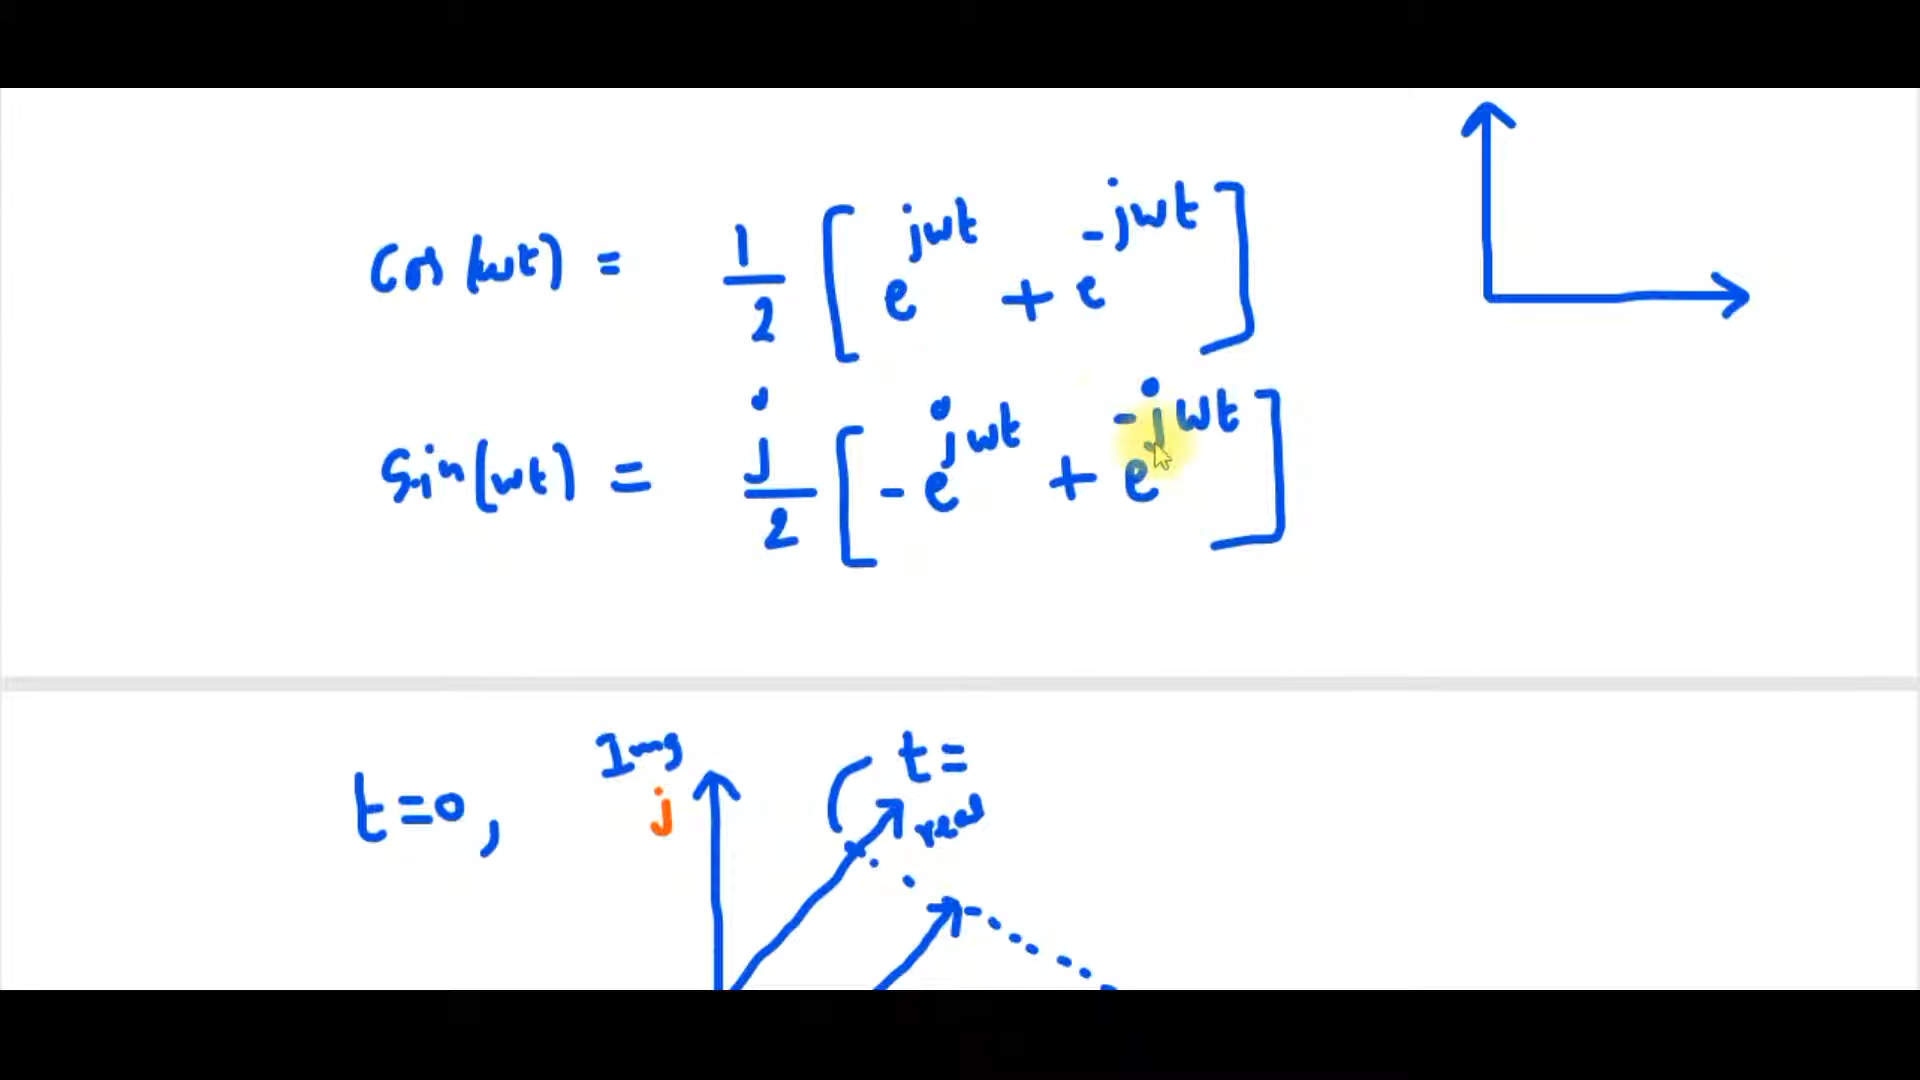 cos(wt) = 1/2 [e^jwt + e^-jwt]
sin(wt) = j/2 [-e^jwt + e^-jwt]
t=0,
Img
j
t=
real